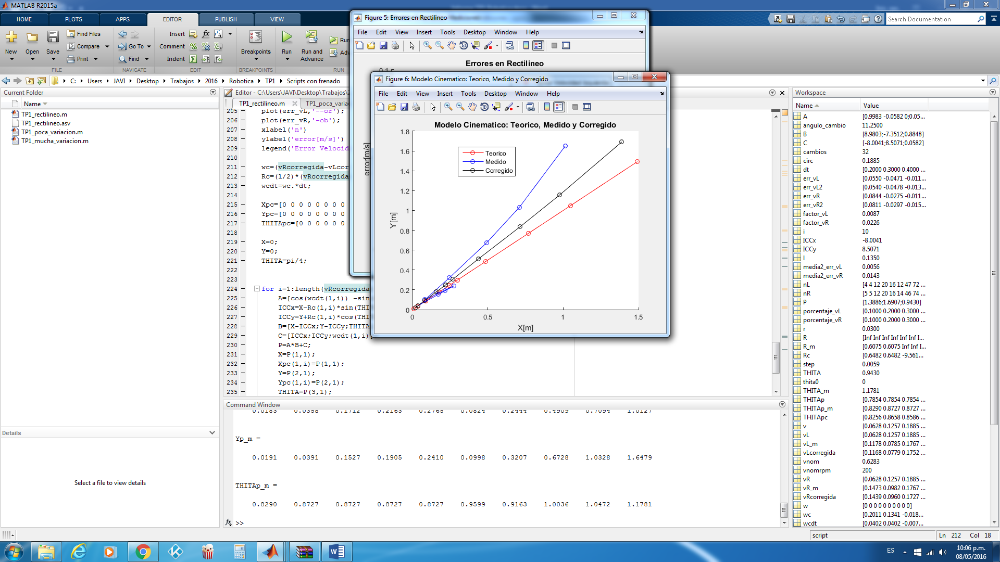 MATLAB R2015a
HOME PLOTS APPS EDITOR PUBLISH VIEW
Search Documentation
New Open Save
Find Files
Compare
Print
Go To
Find
Insert
Comment
Indent
fx
Breakpoints
Run
Run and Advance
FILE NAVIGATE EDIT BREAKPOINTS RUN
C: Users JAVI Desktop Trabajos 2016 Robotica TP1 Scripts con frenado
Current Folder
Name
TP1_rectilineo.m
TP1_rectilineo.asv
TP1_poca_variacion.m
TP1_mucha_variacion.m
Details
Select a file to view details
Editor - C:\Users\JAVI\Desktop\Trabajos\
TP1_rectilineo.m TP1_poca_variac
205 plot(err_vL,'--or');
206 plot(err_vR,'-ob');
207 xlabel('n')
208 ylabel('error[m/s]')
209 legend('Error Velocid
210
211 wc=(vRcorregida-vLcor
212 Rc=(l/2)*(vRcorregida
213 wcdt=wc.*dt;
214
215 Xpc=[0 0 0 0 0 0 0 0
216 Ypc=[0 0 0 0 0 0 0 0
217 THITApc=[0 0 0 0 0 0
218
219 X=0;
220 Y=0;
221 THITA=pi/4;
222
223
224 for i=1:length(vRcorregida
225 A=[cos(wcdt(1,i)) -sin
226 ICCx=X-Rc(1,i)*sin(THI
227 ICCy=Y+Rc(1,i)*cos(THI
228 B=[X-ICCx;Y-ICCy;THITA
229 C=[ICCx;ICCy;wcdt(1,i)
230 P=A*B+C;
231 X=P(1,1);
232 Xpc(1,i)=P(1,1);
233 Y=P(2,1);
234 Ypc(1,i)=P(2,1);
235 THITA=P(3,1);
Figure 5: Errores en Rectilineo
File Edit View Insert Tools Desktop Window Help
Errores en Rectilineo
0.15
error[m/s]
Figure 6: Modelo Cinematico: Teorico, Medido y Corregido
File Edit View Insert Tools Desktop Window Help
Modelo Cinematico: Teorico, Medido y Corregido
Teorico
Medido
Corregido
1.8
1.6
1.4
1.2
1
0.8
0.6
0.4
0.2
0
Y[m]
0 0.5 1 1.5
X[m]
Command Window
0.0183 0.0358 0.1712 0.2163 0.2765 0.0824 0.2444 0.4909 0.7094 1.0127
Yp_m =
0.0191 0.0391 0.1527 0.1905 0.2410 0.0998 0.3207 0.6728 1.0328 1.6479
THITAp_m =
0.8290 0.8727 0.8727 0.8727 0.8727 0.9599 0.9163 1.0036 1.0472 1.1781
fx >>
Workspace
Name Value
A [0.9983 -0.0582 0;0.05...
angulo_cambio 11.2500
B [8.9803;-7.3512;0.8848]
C [-8.0041;8.5071;0.0582]
cambios 32
circ 0.1885
dt [0.2000 0.3000 0.4000 ...
err_vL [0.0550 -0.0471 -0.011...
err_vL2 [0.0540 -0.0478 -0.013...
err_vR [0.0844 -0.0275 -0.011...
err_vR2 [0.0811 -0.0297 -0.015...
factor_vL 0.0087
factor_vR 0.0226
i 10
ICCx -8.0041
ICCy 8.5071
l 0.1350
media2_err_vL 0.0056
media2_err_vR 0.0143
nL [4 4 12 20 16 12 47 72 ...
nR [5 5 12 20 16 14 46 74 ...
P [1.3886;1.6907;0.9430]
porcentaje_vL [0.1000 0.2000 0.3000 ...
porcentaje_vR [0.1000 0.2000 0.3000 ...
r 0.0300
R [Inf Inf Inf Inf Inf Inf I...
R_m [0.6075 0.6075 Inf Inf I...
Rc [0.6482 0.6482 -9.561...
step 0.0059
THITA 0.9430
thita0 0
THITA_m 1.1781
THITAp [0.7854 0.7854 0.7854 ...
THITAp_m [0.8290 0.8727 0.8727 ...
THITApc [0.8256 0.8658 0.8586 ...
v [0.0628 0.1257 0.1885 ...
vL [0.0628 0.1257 0.1885 ...
vL_m [0.1178 0.0785 0.1767 ...
vLcorregida [0.1168 0.0779 0.1752 ...
vnom 0.6283
vnomrpm 200
vR [0.0628 0.1257 0.1885 ...
vR_m [0.1473 0.0982 0.1767 ...
vRcorregida [0.1439 0.0960 0.1727 ...
w [0 0 0 0 0 0 0 0 0 0]
wc [0.2011 0.1341 -0.018...
wcdt [0.0402 0.0402 -0.007...
script Ln 212 Col 18
ES
10:06 p.m.
08/05/2016